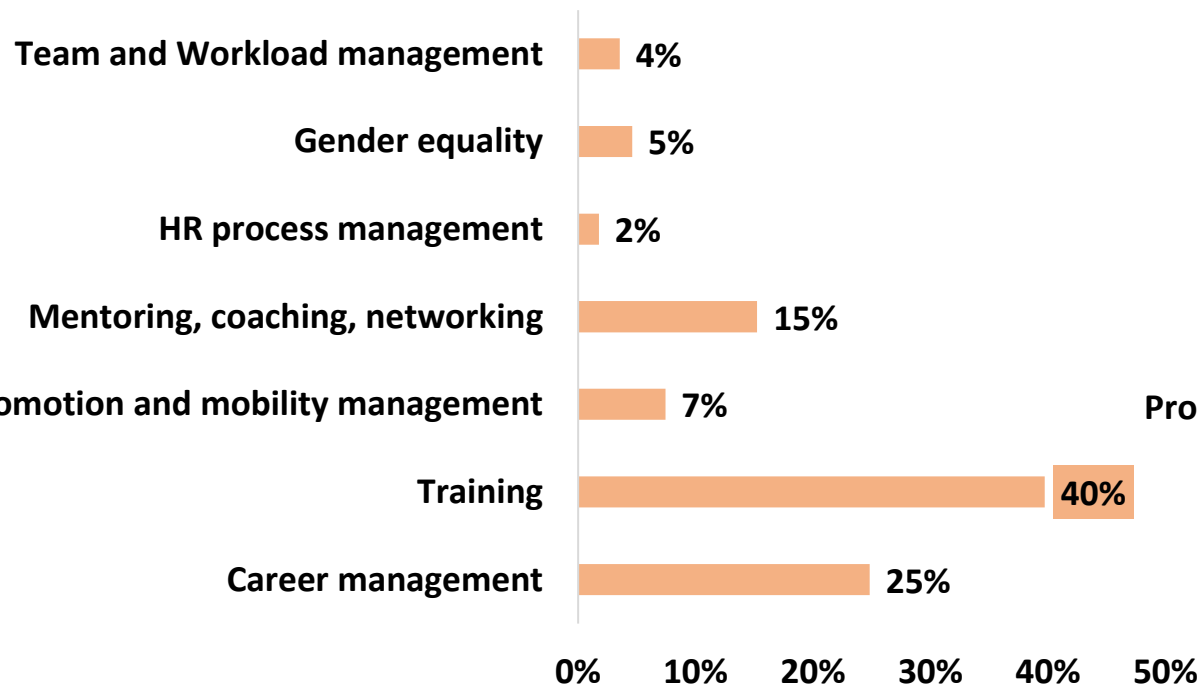 Team and Workload management 4%
Gender equality 5%
HR process management 2%
Mentoring, coaching, networking 15%
omotion and mobility management 7% Pro
Training 40%
Career management 25%
0% 10% 20% 30% 40% 50%